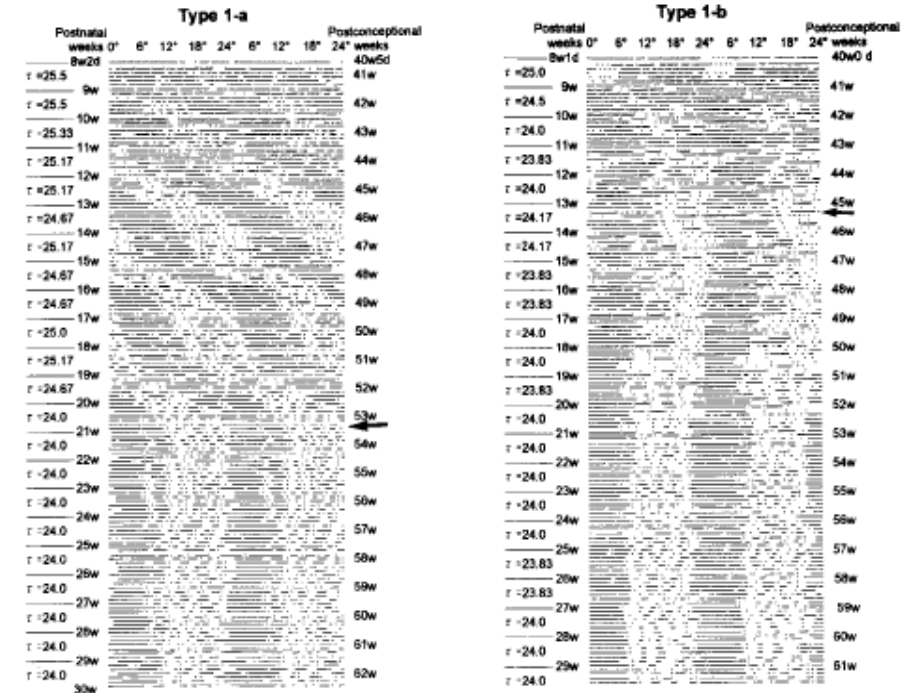 Type 1-a
Postnatal weeks 0° 6° 12° 18° 24° 6° 12° 18° 24° Postconceptional weeks
8w2d 40w5d
τ =25.5 41w
9w
τ =25.5 42w
10w
τ =25.33 43w
11w
τ =25.17 44w
12w
τ =25.17 45w
13w
τ =24.67 46w
14w
τ =25.17 47w
15w
τ =24.67 48w
16w
τ =24.67 49w
17w
τ =25.0 50w
18w
τ =25.17 51w
19w
τ =24.67 52w
20w
τ =24.0 53w
21w
τ =24.0 54w
22w
τ =24.0 55w
23w
τ =24.0 56w
24w
τ =24.0 57w
25w
τ =24.0 58w
26w
τ =24.0 59w
27w
τ =24.0 60w
28w
τ =24.0 61w
29w
τ =24.0 62w
30w
Type 1-b
Postnatal weeks 0° 6° 12° 18° 24° 6° 12° 18° 24° Postconceptional weeks
8w1d 40w0 d
τ =25.0
9w 41w
τ =24.5
10w 42w
τ =24.0
11w 43w
τ =23.83
12w 44w
τ =24.0
13w 45w
τ =24.17
14w 46w
τ =24.17
15w 47w
τ =23.83
16w 48w
τ =23.83
17w 49w
τ =24.0
18w 50w
τ =24.0
19w 51w
τ =23.83
20w 52w
τ =24.0
21w 53w
τ =24.0
22w 54w
τ =24.0
23w 55w
τ =24.0
24w 56w
τ =24.0
25w 57w
τ =23.83
26w 58w
τ =23.83
27w 59w
τ =24.0
28w 60w
τ =24.0
29w 61w
τ =24.0